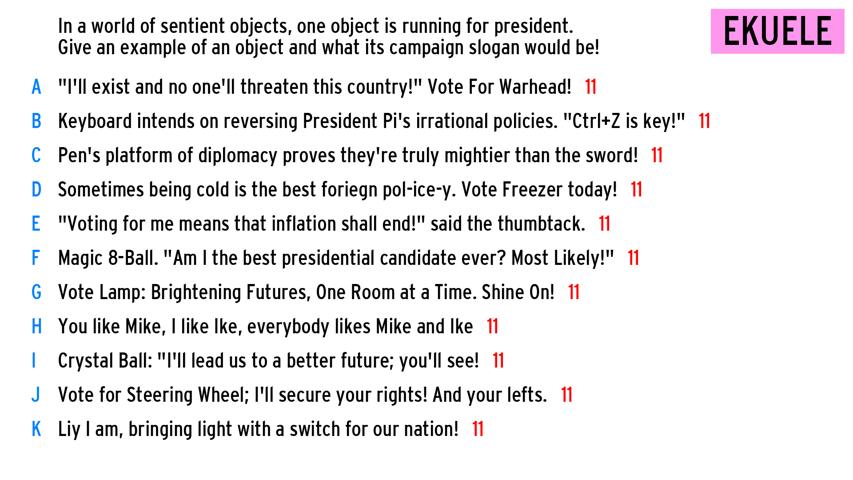 In a world of sentient objects, one object is running for president.
Give an example of an object and what its campaign slogan would be!
EKUELE
A "I'll exist and no one'll threaten this country!" Vote For Warhead! 11
B Keyboard intends on reversing President Pi's irrational policies. "Ctrl+Z is key!" 11
C Pen's platform of diplomacy proves they're truly mightier than the sword! 11
D Sometimes being cold is the best foriegn pol-ice-y. Vote Freezer today! 11
E "Voting for me means that inflation shall end!" said the thumbtack. 11
F Magic 8-Ball. "Am I the best presidential candidate ever? Most Likely!" 11
G Vote Lamp: Brightening Futures, One Room at a Time. Shine On! 11
H You like Mike, I like Ike, everybody likes Mike and Ike 11
I Crystal Ball: "I'll lead us to a better future; you'll see! 11
J Vote for Steering Wheel; I'll secure your rights! And your lefts. 11
K Liy I am, bringing light with a switch for our nation! 11